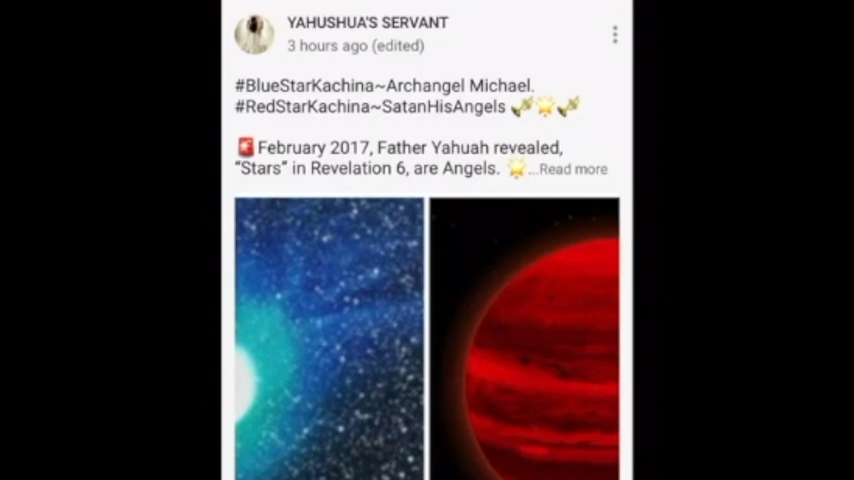 YAHUSHUA'S SERVANT
3 hours ago (edited)
#BlueStarKachina~Archangel Michael.
#RedStarKachina~SatanHisAngels 🎺🌟🎺
🚨February 2017, Father Yahuah revealed,
“Stars” in Revelation 6, are Angels. 🌟...Read more